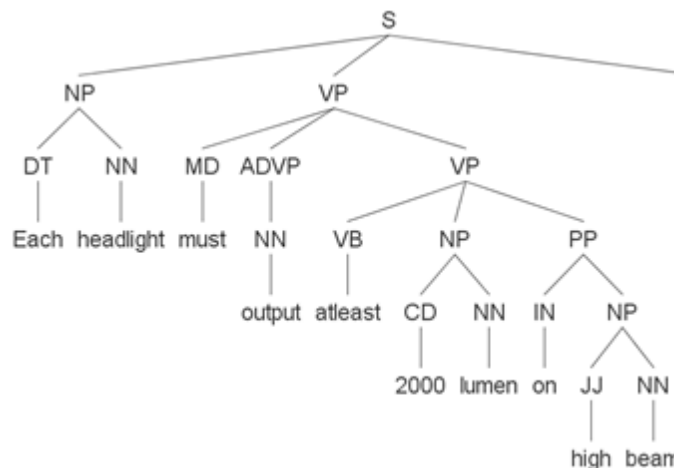 S
NP VP
DT NN MD ADVP VP
Each headlight must NN VB NP PP
output atleast CD NN IN NP
2000 lumen on JJ NN
high beam